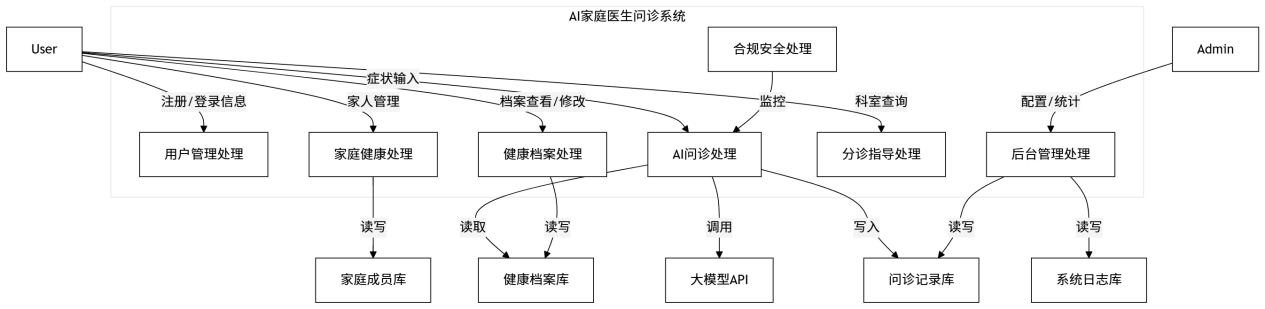 AI家庭医生问诊系统
User
合规安全处理
Admin
症状输入
注册/登录信息
家人管理
档案查看/修改
监控
科室查询
配置/统计
用户管理处理
家庭健康处理
健康档案处理
AI问诊处理
分诊指导处理
后台管理处理
读写
读取
读写
调用
写入
读写
读写
家庭成员库
健康档案库
大模型API
问诊记录库
系统日志库